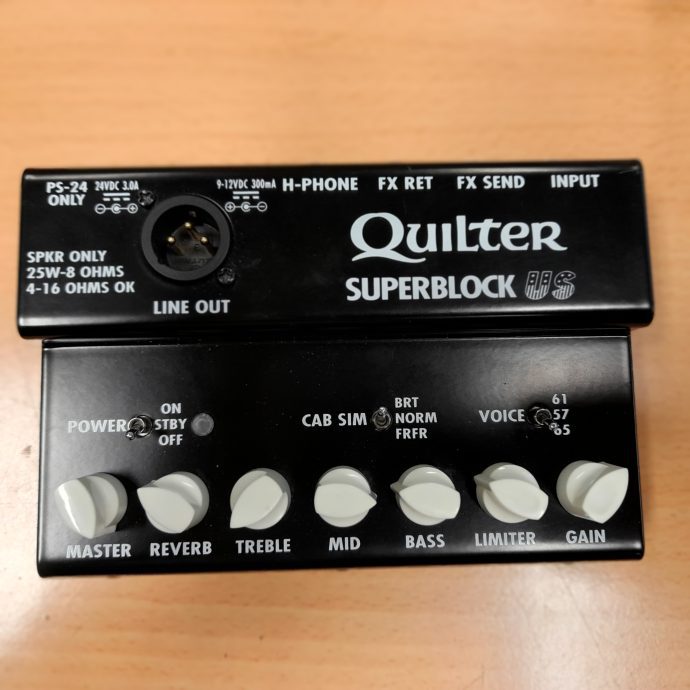 PS-24 ONLY
24VDC 3.0A
9-12VDC 300mA
H-PHONE
FX RET
FX SEND
INPUT
SPKR ONLY
25W-8 OHMS
4-16 OHMS OK
LINE OUT
QUILTER
SUPERBLOCK US
POWER
ON
STBY
OFF
CAB SIM
BRT
NORM
FRFR
VOICE
61
57
65
MASTER
REVERB
TREBLE
MID
BASS
LIMITER
GAIN